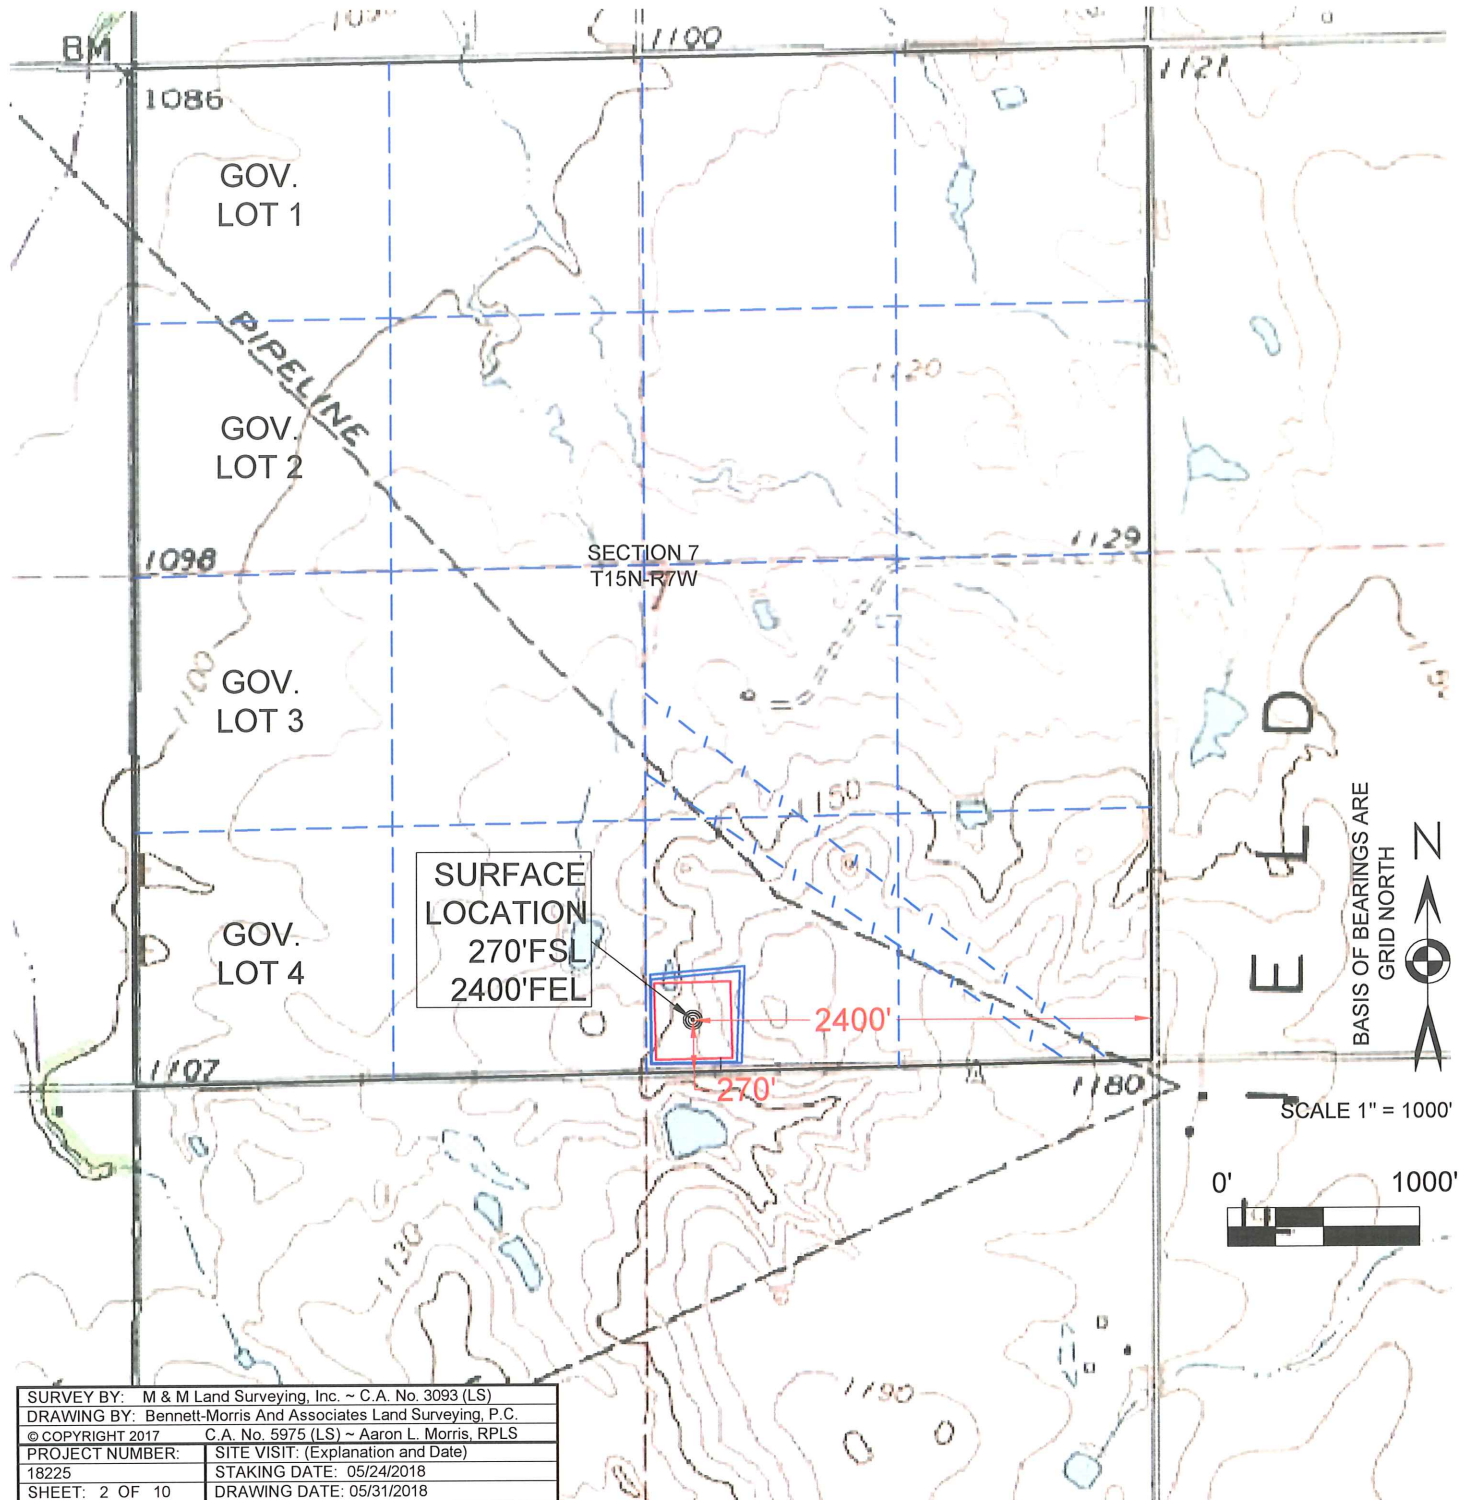 BM
1100
1121
1086
GOV.
LOT 1
PIPELINE
1120
GOV.
LOT 2
1098
SECTION 7
T15N-R7W
7
1129
1100
GOV.
LOT 3
1150
SURFACE
LOCATION
270'FSL
2400'FEL
GOV.
LOT 4
2400'
270'
1107
1180
I E L D
BASIS OF BEARINGS ARE
GRID NORTH
N
SCALE 1" = 1000'
0' 1000'
1130
1190
SURVEY BY: M & M Land Surveying, Inc. ~ C.A. No. 3093 (LS)
DRAWING BY: Bennett-Morris And Associates Land Surveying, P.C.
© COPYRIGHT 2017 C.A. No. 5975 (LS) ~ Aaron L. Morris, RPLS
PROJECT NUMBER: SITE VISIT: (Explanation and Date)
18225 STAKING DATE: 05/24/2018
SHEET: 2 OF 10 DRAWING DATE: 05/31/2018